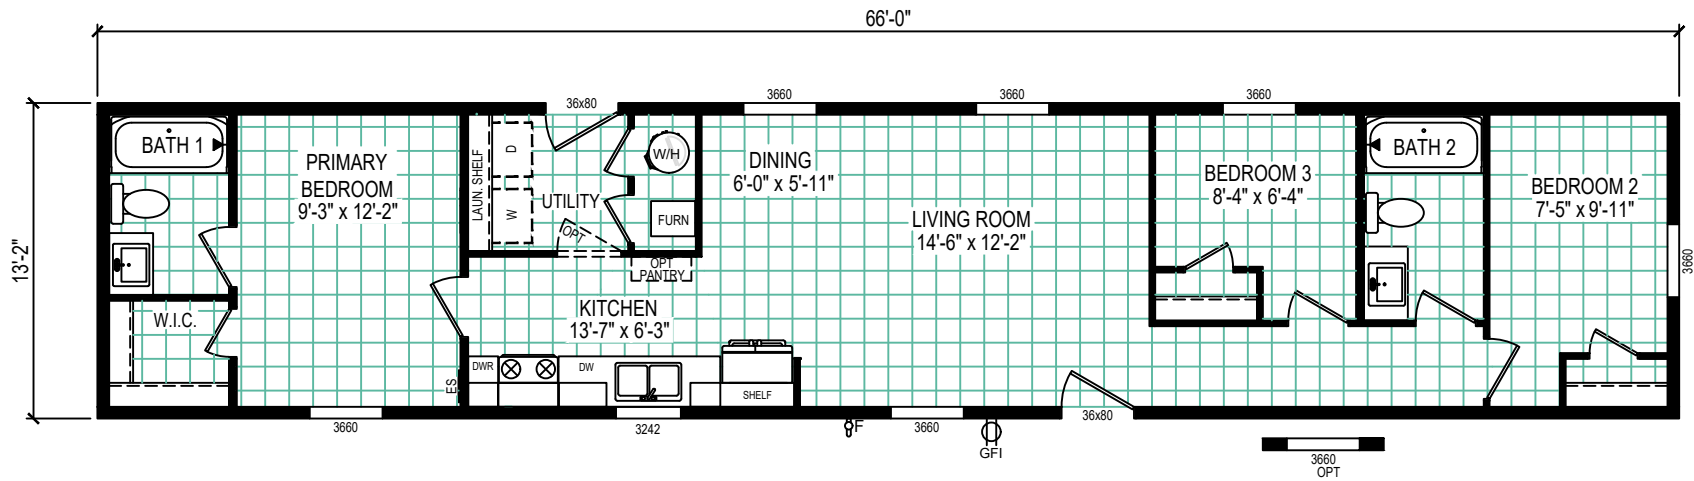 66'-0"
36x80
3660
3660
3660
13'-2"
BATH 1
PRIMARY
BEDROOM
9'-3" x 12'-2"
LAUN. SHELF
D
W
UTILITY
OPT
W/H
FURN
OPT
PANTRY
DINING
6'-0" x 5'-11"
LIVING ROOM
14'-6" x 12'-2"
BEDROOM 3
8'-4" x 6'-4"
BATH 2
BEDROOM 2
7'-5" x 9'-11"
3660
W.I.C.
KITCHEN
13'-7" x 6'-3"
ES
DWR
DW
SHELF
3660
3242
F
3660
GFI
36x80
3660
OPT